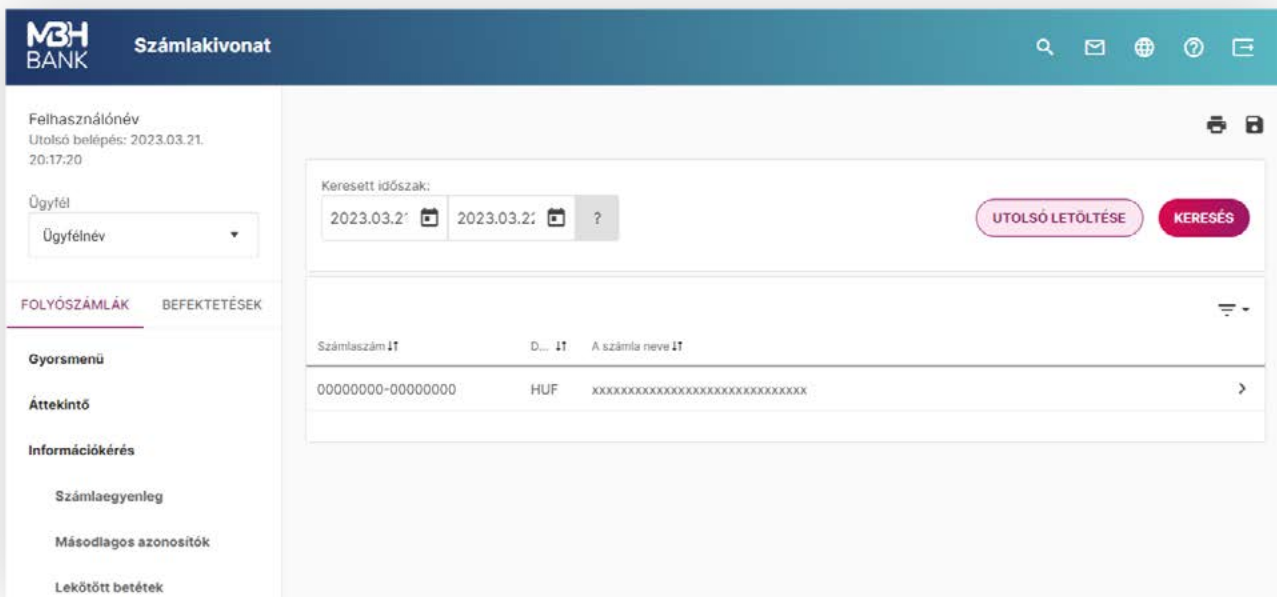 MBH
BANK
Számlakivonat
Felhasználónév
Utolsó belépés: 2023.03.21.
20:17:20
Ügyfél
Ügyfélnév
FOLYÓSZÁMLÁK BEFEKTETÉSEK
Gyorsmenü
Áttekintő
Információkérés
Számlaegyenleg
Másodlagos azonosítók
Lekötött betétek
Keresett időszak:
2023.03.2 2023.03.22 ?
UTOLSÓ LETÖLTÉSE KERESÉS
Számlaszám D... A számla neve
00000000-00000000 HUF xxxxxxxxxxxxxxxxxxxxxxxxxxxxxx